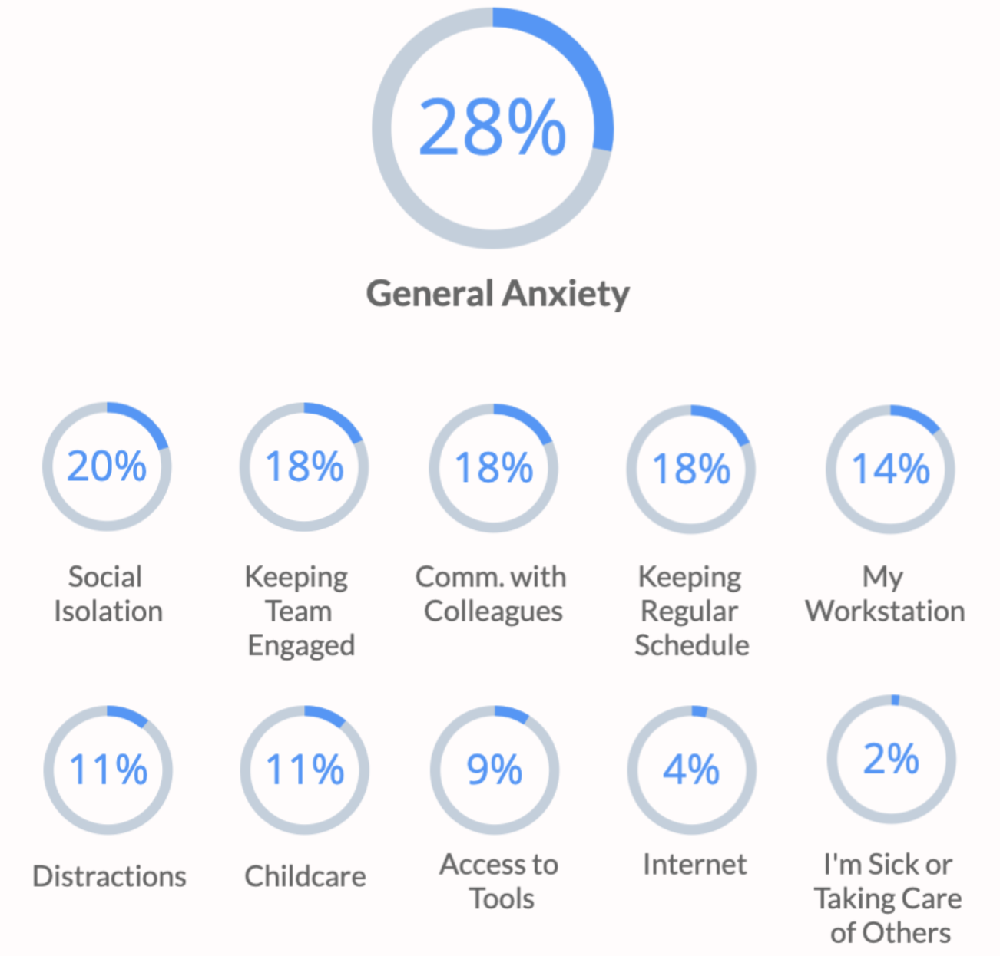 28%
General Anxiety
20%
18%
18%
18%
14%
Social
Isolation
Keeping
Team
Engaged
Comm. with
Colleagues
Keeping
Regular
Schedule
My
Workstation
11%
11%
9%
4%
2%
Distractions
Childcare
Access to
Tools
Internet
I'm Sick or
Taking Care
of Others